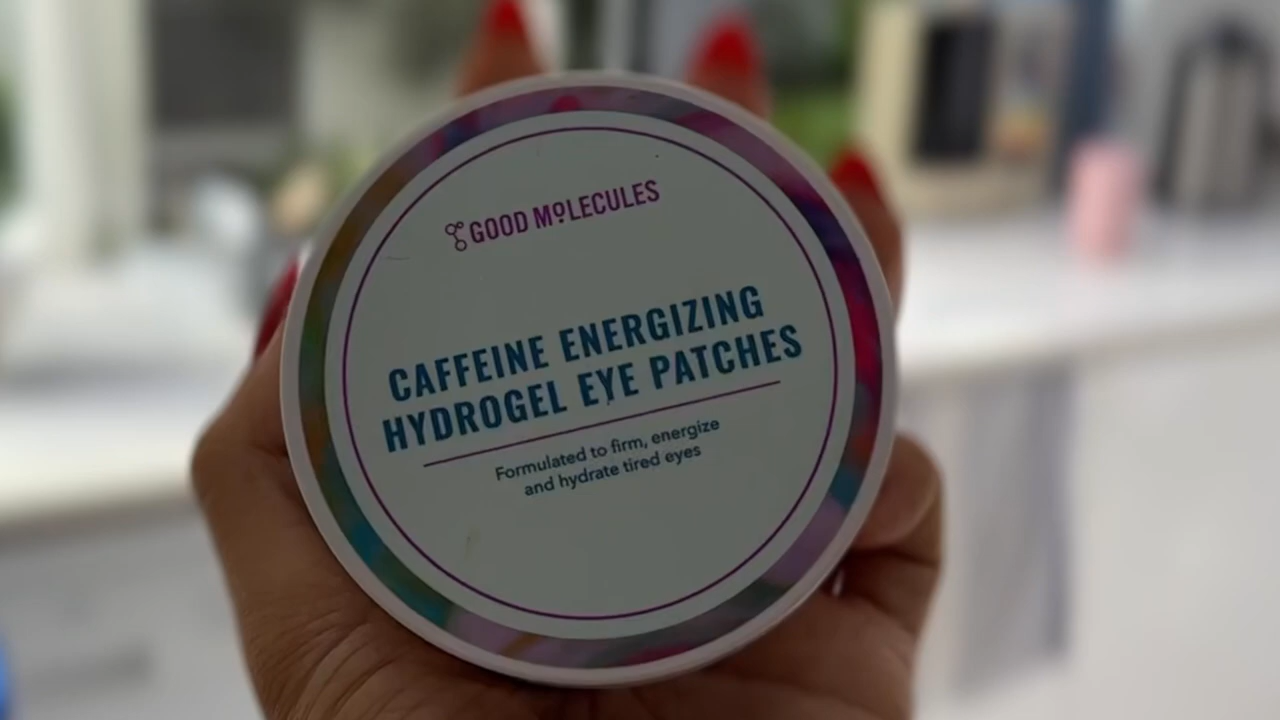 GOOD MOLECULES
CAFFEINE ENERGIZING
HYDROGEL EYE PATCHES
Formulated to firm, energize
and hydrate tired eyes